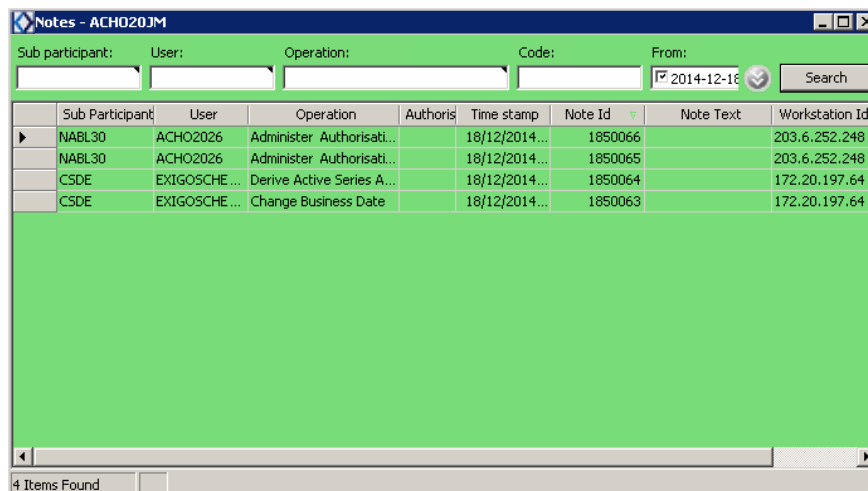 Notes - ACHO20JM
Sub participant: User: Operation: Code: From:
2014-12-18 Search
Sub Participant User Operation Authoris Time stamp Note Id Note Text Workstation Id
NABL30 ACHO2026 Administer Authorisati... 18/12/2014... 1850066 203.6.252.248
NABL30 ACHO2026 Administer Authorisati... 18/12/2014... 1850065 203.6.252.248
CSDE EXIGOSCHE... Derive Active Series A... 18/12/2014... 1850064 172.20.197.64
CSDE EXIGOSCHE... Change Business Date 18/12/2014... 1850063 172.20.197.64
4 Items Found